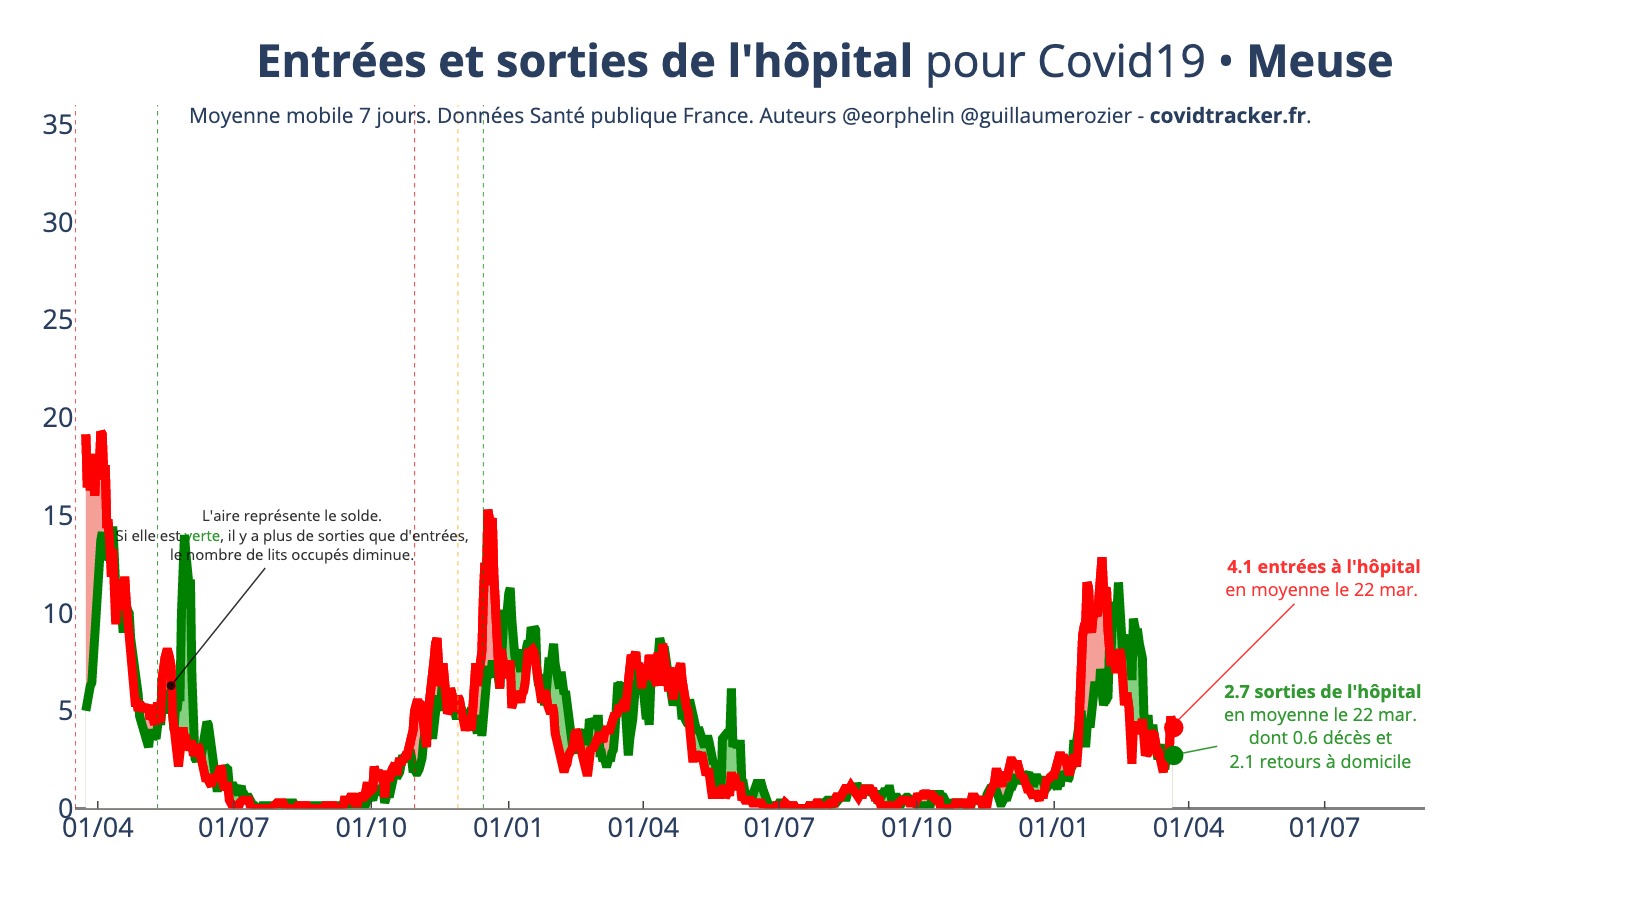 Entrées et sorties de l'hôpital pour Covid19 • Meuse
Moyenne mobile 7 jours. Données Santé publique France. Auteurs @eorphelin @guillaumerozier - covidtracker.fr.
35
30
25
20
15
10
5
0
L'aire représente le solde.
Si elle est verte, il y a plus de sorties que d'entrées,
le nombre de lits occupés diminue.
4.1 entrées à l'hôpital
en moyenne le 22 mar.
2.7 sorties de l'hôpital
en moyenne le 22 mar.
dont 0.6 décès et
2.1 retours à domicile
01/04 01/07 01/10 01/01 01/04 01/07 01/10 01/01 01/04 01/07